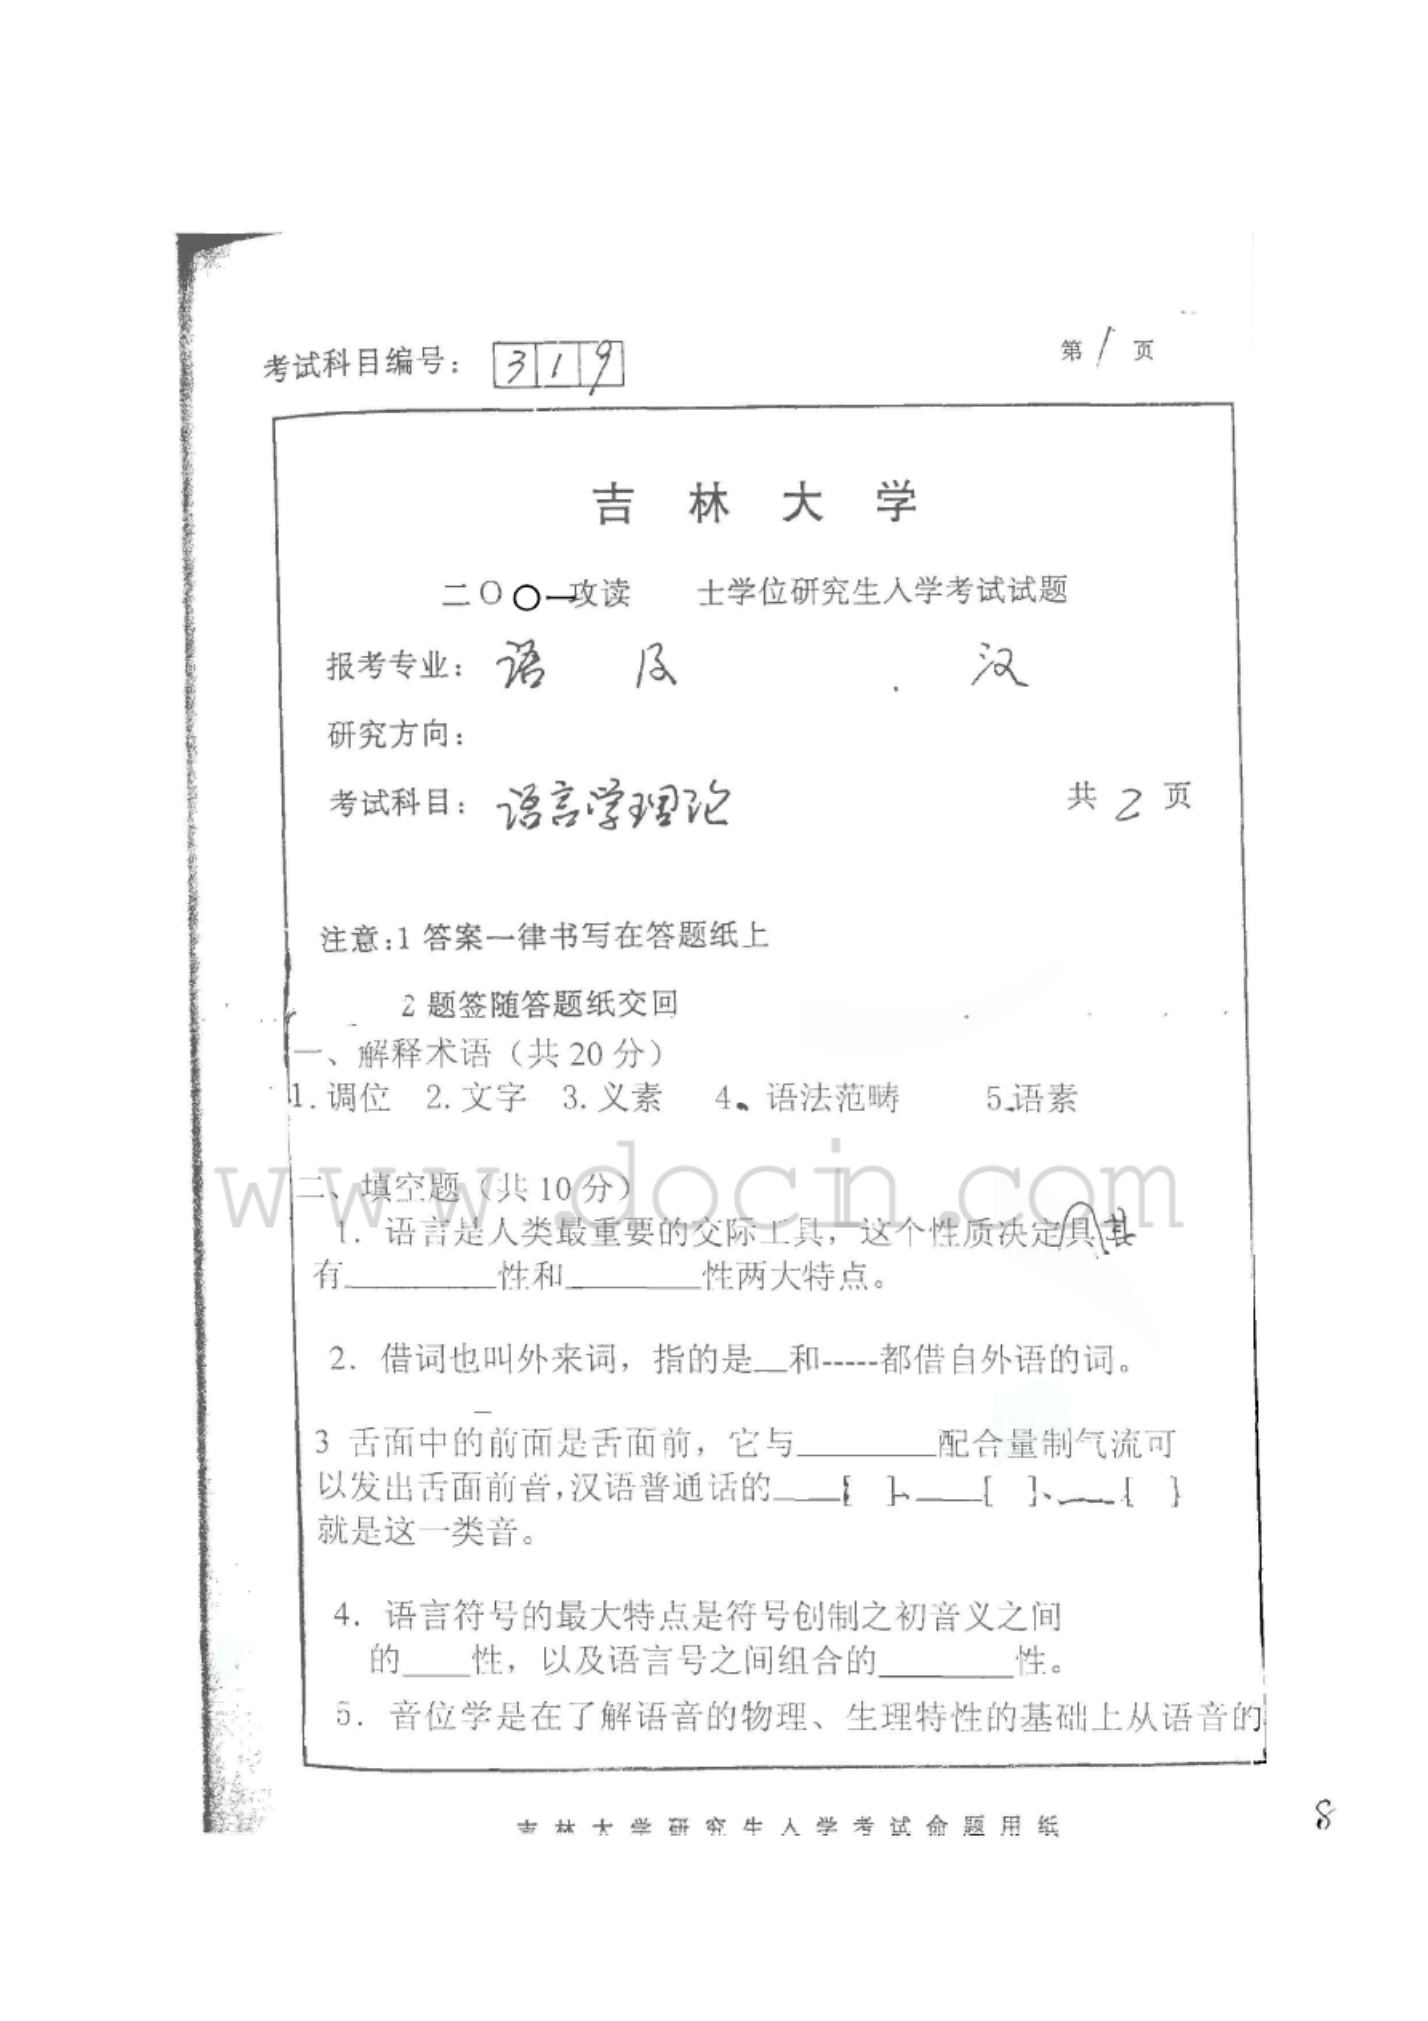 考试科目编号：
319
第 1 页
吉 林 大 学
二〇〇一攻读 士学位研究生入学考试试题
报考专业：语 及 汉
研究方向：
考试科目：语言学理论
共 2 页
注意：1 答案一律书写在答题纸上
2 题签随答题纸交回
一、解释术语（共 20 分）
1.调位 2.文字 3.义素 4、语法范畴 5.语素
www.docin.com
二、填空题（共 10 分）
1. 语言是人类最重要的交际工具，这个性质决定具其
有_________性和________性两大特点。
2. 借词也叫外来词，指的是__和-----都借自外语的词。
3 舌面中的前面是舌面前，它与________配合量制气流可
以发出舌面前音，汉语普通话的____[ ]、____[ ]、____[ ]
就是这一类音。
4. 语言符号的最大特点是符号创制之初音义之间
的____性，以及语言号之间组合的________性。
5. 音位学是在了解语音的物理、生理特性的基础上从语音的
吉林大学研究生入学考试命题用纸
8